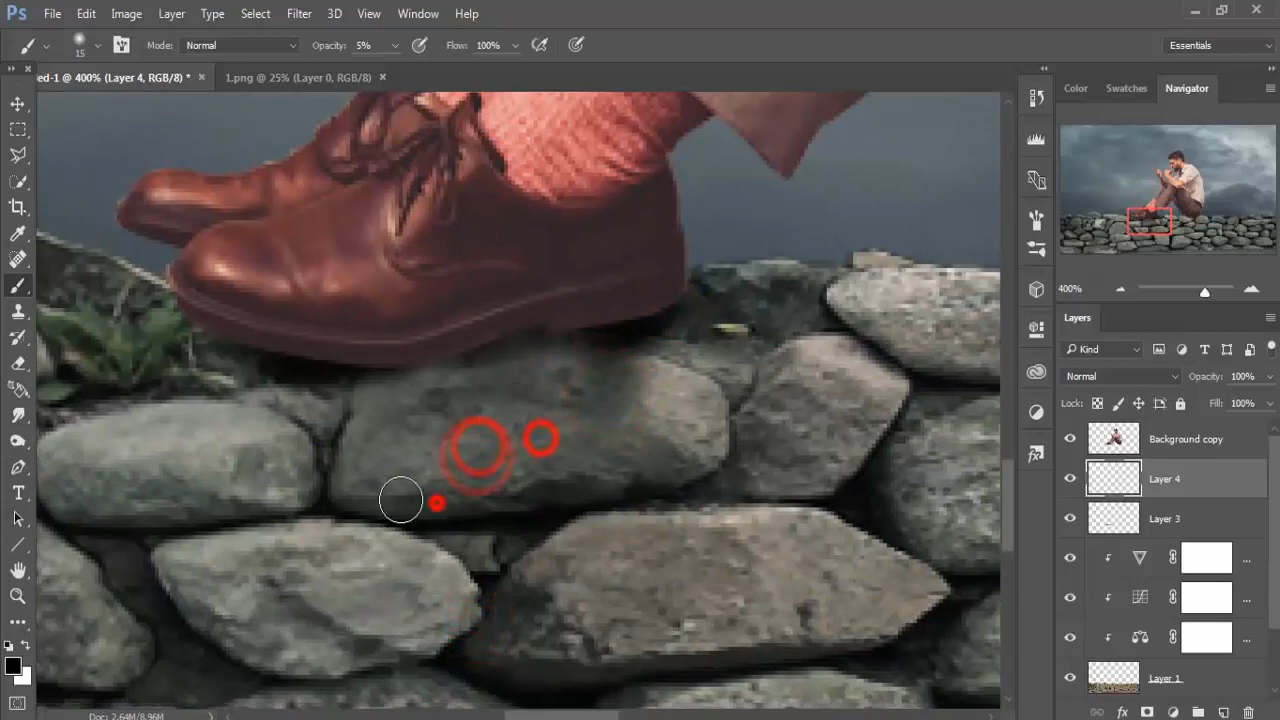 Ps File Edit Image Layer Type Select Filter 3D View Window Help
15 Mode: Normal Opacity: 5% Flow: 100% Essentials
ed-1 @ 400% (Layer 4, RGB/8) * × 1.png @ 25% (Layer 0, RGB/8) ×
Color Swatches Navigator
400%
Layers
Kind
Normal Opacity: 100%
Lock: Fill: 100%
Background copy
Layer 4
Layer 3
Layer 1
Doc: 2.64M/8.96M